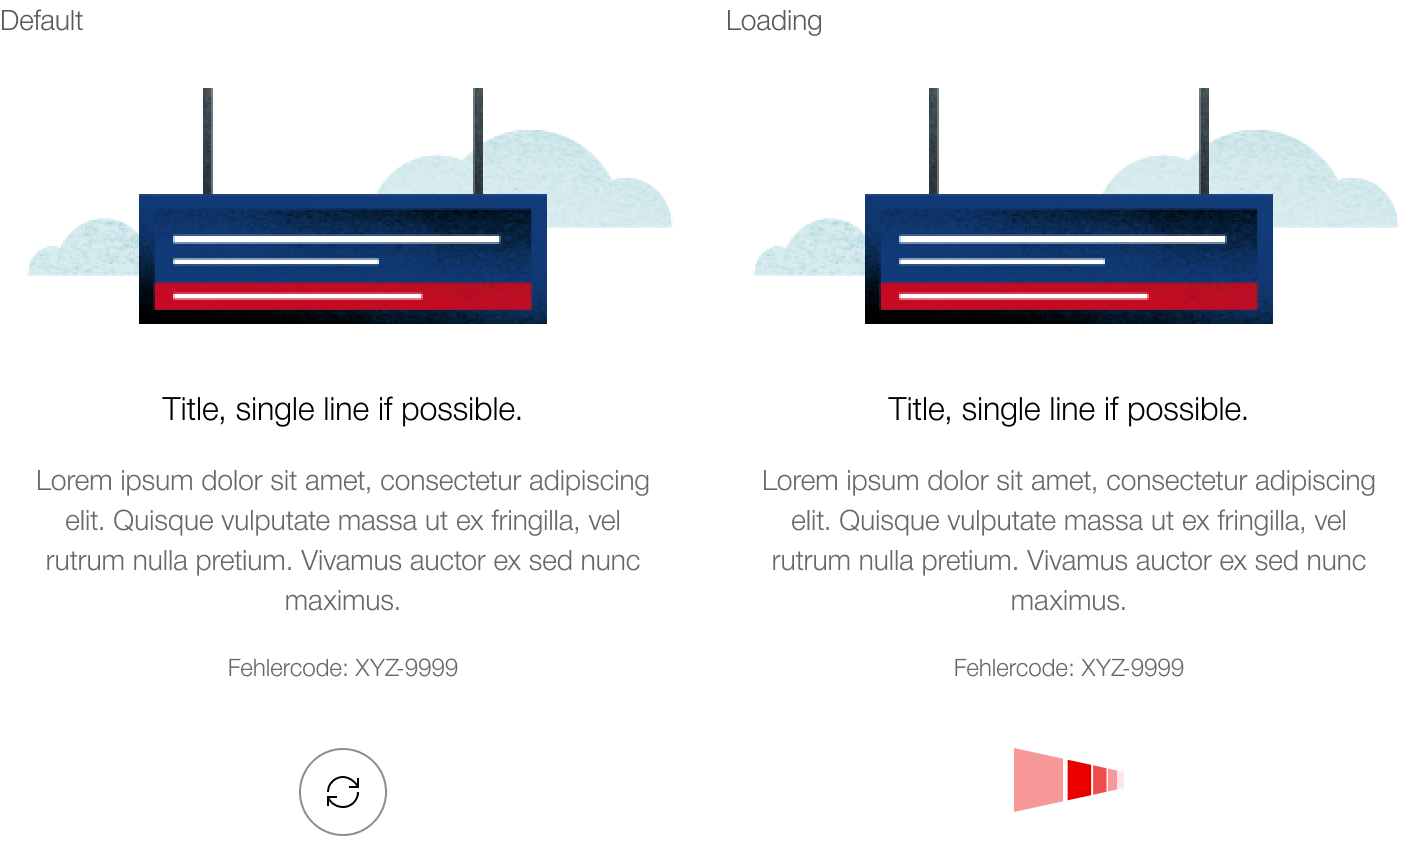 Default
Title, single line if possible.
Lorem ipsum dolor sit amet, consectetur adipiscing
elit. Quisque vulputate massa ut ex fringilla, vel
rutrum nulla pretium. Vivamus auctor ex sed nunc
maximus.
Fehlercode: XYZ-9999
Loading
Title, single line if possible.
Lorem ipsum dolor sit amet, consectetur adipiscing
elit. Quisque vulputate massa ut ex fringilla, vel
rutrum nulla pretium. Vivamus auctor ex sed nunc
maximus.
Fehlercode: XYZ-9999